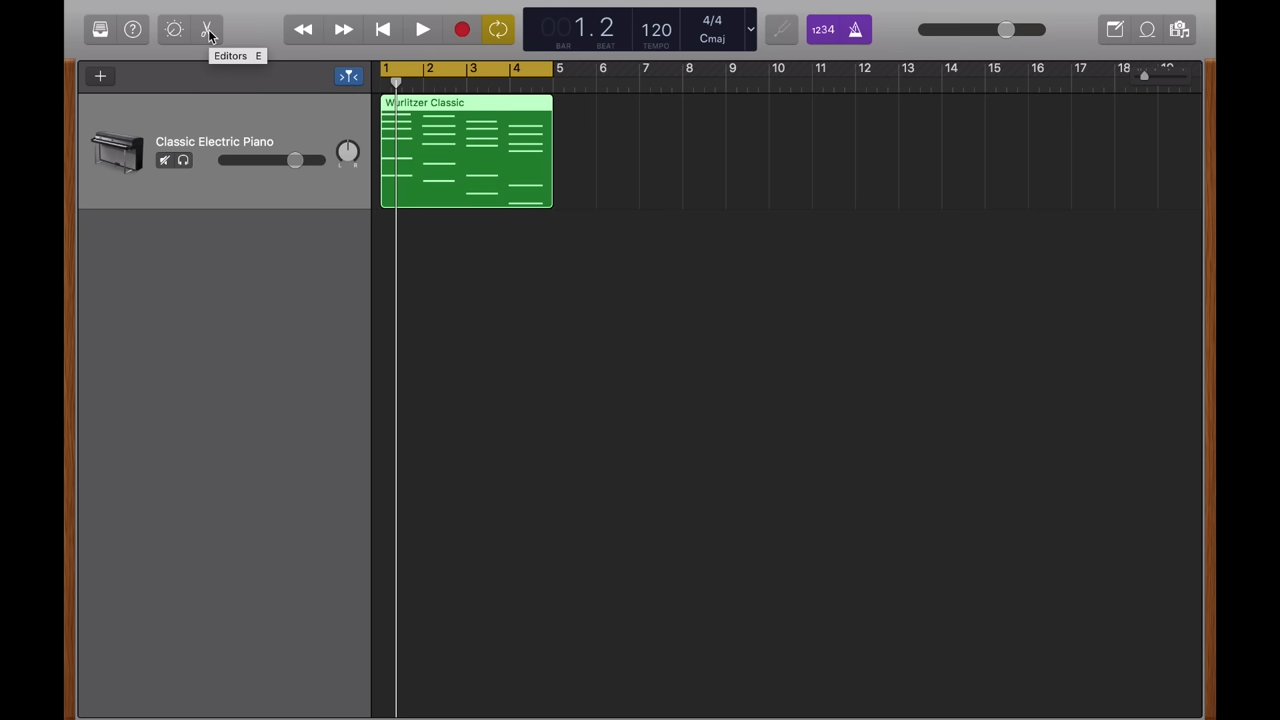 001.2
BAR BEAT
120
TEMPO
4/4
Cmaj
1234
Editors E
1 2 3 4 5 6 7 8 9 10 11 12 13 14 15 16 17 18
Wurlitzer Classic
Classic Electric Piano
L R